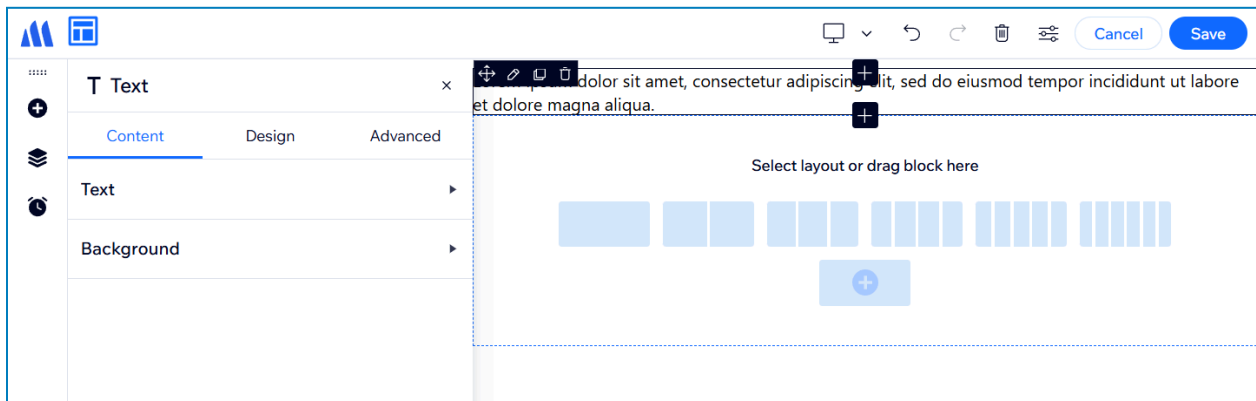 Cancel
Save
T Text
Content
Design
Advanced
Text
Background
dolor sit amet, consectetur adipiscing elit, sed do eiusmod tempor incididunt ut labore
et dolore magna aliqua.
Select layout or drag block here